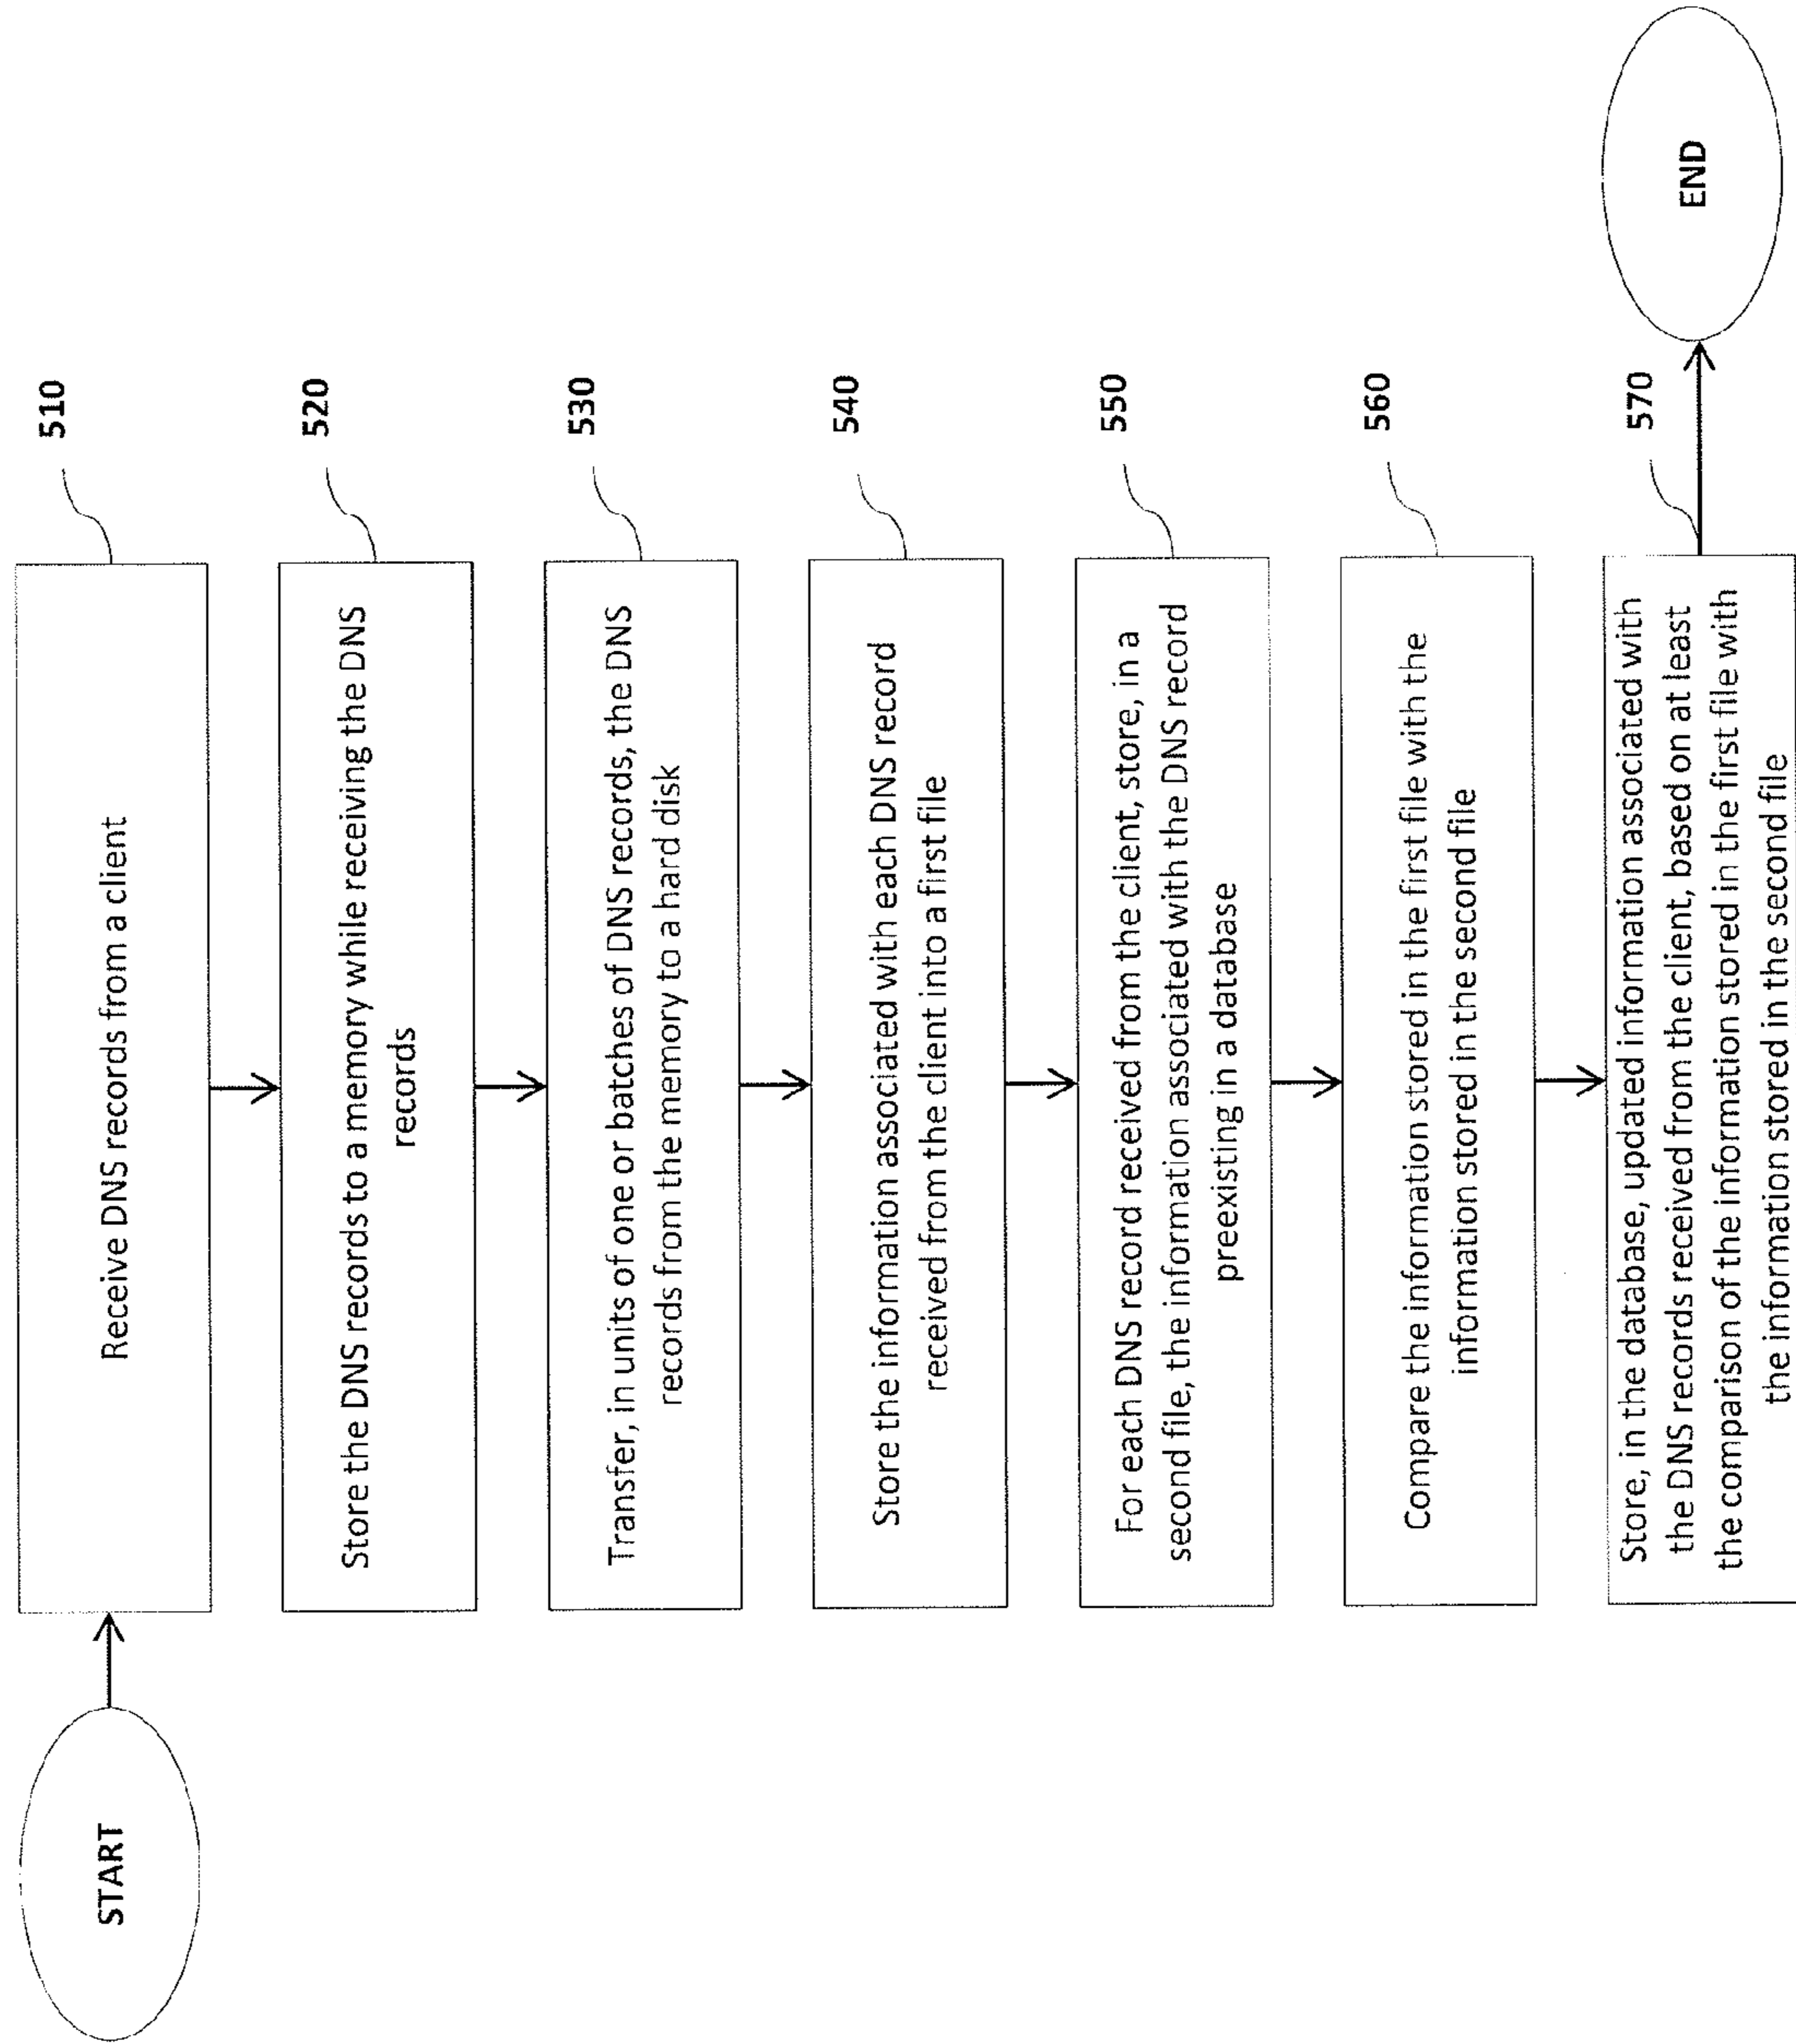 START
510
Receive DNS records from a client
520
Store the DNS records to a memory while receiving the DNS
records
530
Transfer, in units of one or batches of DNS records, the DNS
records from the memory to a hard disk
540
Store the information associated with each DNS record
received from the client into a first file
550
For each DNS record received from the client, store, in a
second file, the information associated with the DNS record
preexisting in a database
560
Compare the information stored in the first file with the
information stored in the second file
570
Store, in the database, updated information associated with
the DNS records received from the client, based on at least
the comparison of the information stored in the first file with
the information stored in the second file
END